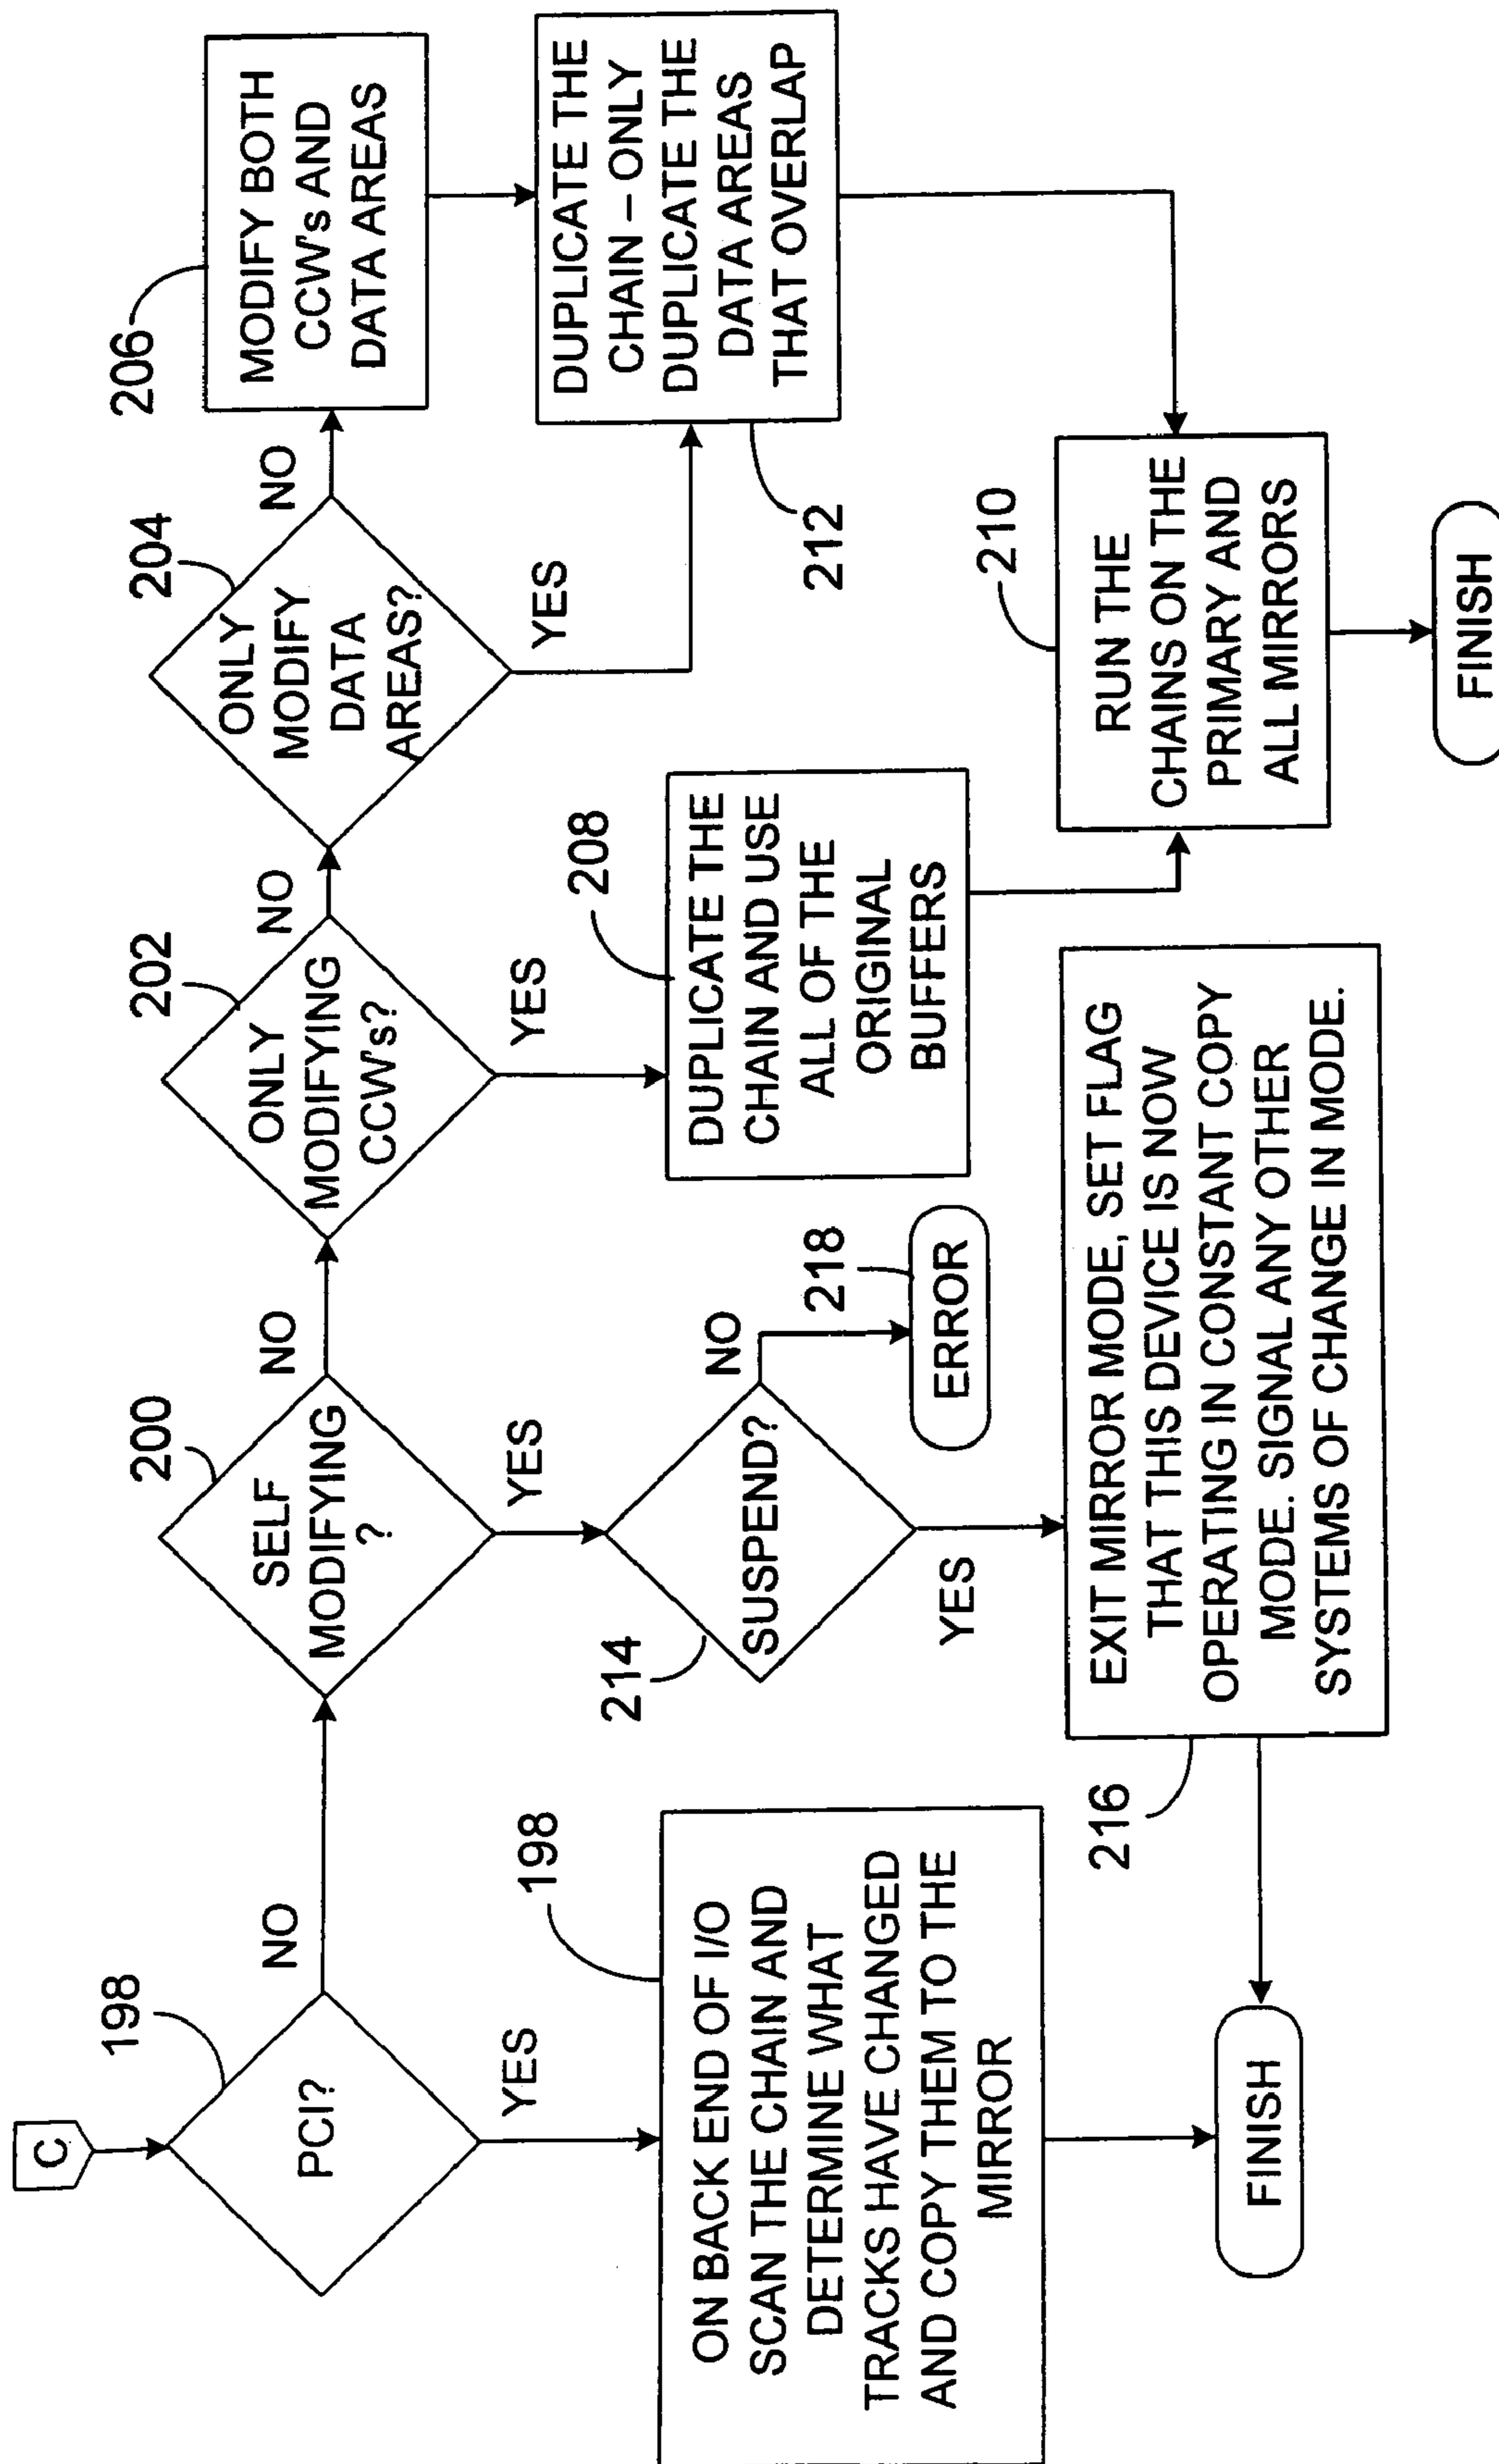 C
198
PCI?
NO
YES
198
ON BACK END OF I/O
SCAN THE CHAIN AND
DETERMINE WHAT
TRACKS HAVE CHANGED
AND COPY THEM TO THE
MIRROR
FINISH
200
SELF
MODIFYING
?
NO
YES
214
SUSPEND?
NO
218
ERROR
YES
216
EXIT MIRROR MODE, SET FLAG
THAT THIS DEVICE IS NOW
OPERATING IN CONSTANT COPY
MODE. SIGNAL ANY OTHER
SYSTEMS OF CHANGE IN MODE.
202
ONLY
MODIFYING
CCW's?
NO
YES
208
DUPLICATE THE
CHAIN AND USE
ALL OF THE
ORIGINAL
BUFFERS
204
ONLY
MODIFY
DATA
AREAS?
NO
YES
206
MODIFY BOTH
CCW's AND
DATA AREAS
DUPLICATE THE
CHAIN – ONLY
DUPLICATE THE
DATA AREAS
THAT OVERLAP
212
210
RUN THE
CHAINS ON THE
PRIMARY AND
ALL MIRRORS
FINISH